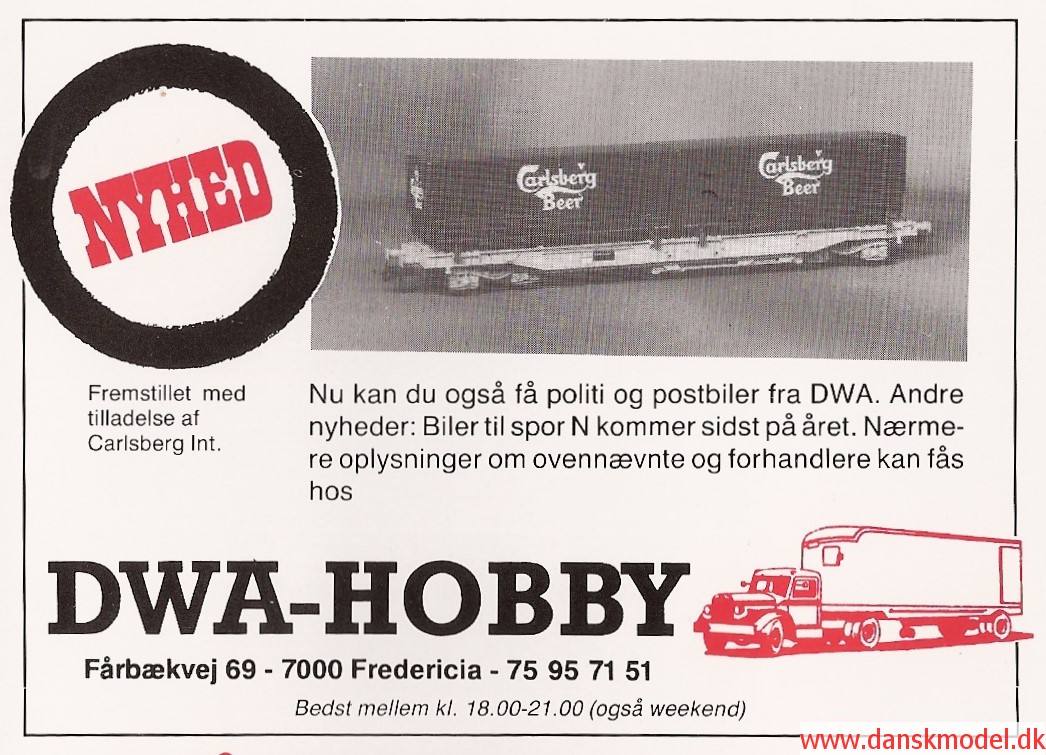 NYHED
Carlsberg
Beer
Carlsberg
Beer
Fremstillet med
tilladelse af
Carlsberg Int.
Nu kan du også få politi og postbiler fra DWA. Andre
nyheder: Biler til spor N kommer sidst på året. Nærme-
re oplysninger om ovennævnte og forhandlere kan fås
hos
DWA-HOBBY
Fårbækvej 69 - 7000 Fredericia - 75 95 71 51
Bedst mellem kl. 18.00-21.00 (også weekend)
www.danskmodel.dk